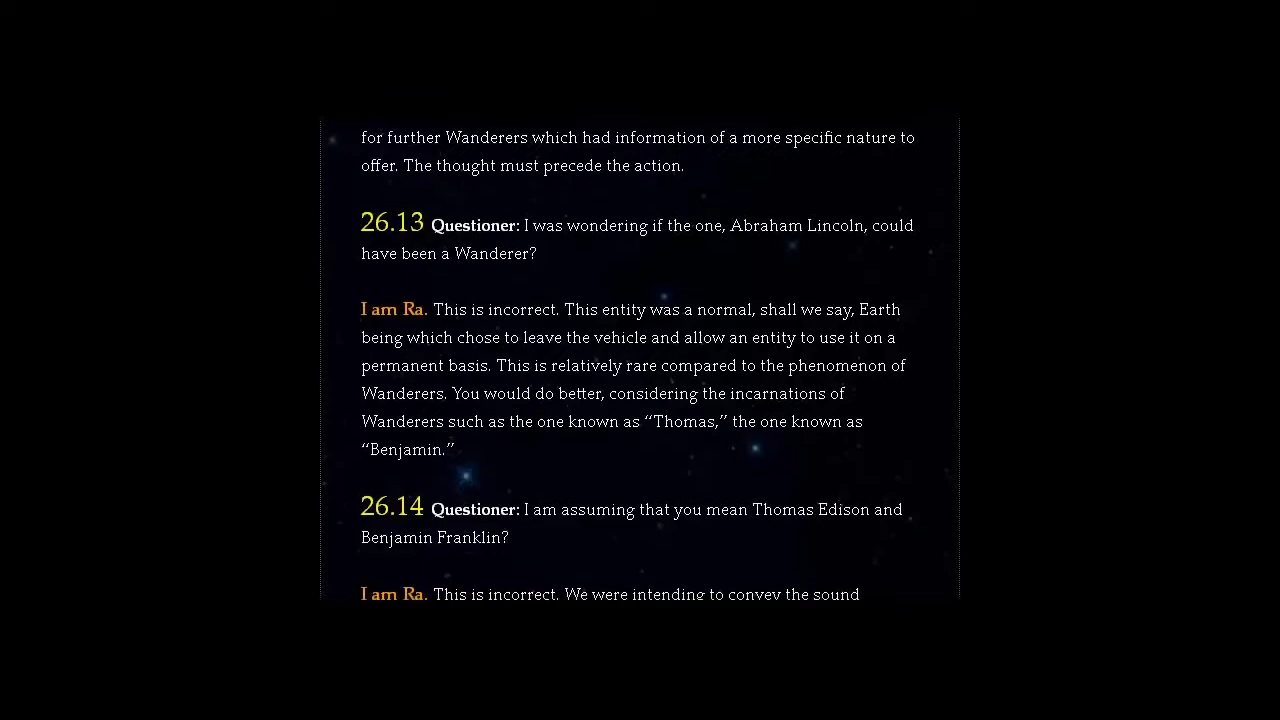 for further Wanderers which had information of a more specific nature to
offer. The thought must precede the action.
26.13 Questioner: I was wondering if the one, Abraham Lincoln, could
have been a Wanderer?
I am Ra. This is incorrect. This entity was a normal, shall we say, Earth
being which chose to leave the vehicle and allow an entity to use it on a
permanent basis. This is relatively rare compared to the phenomenon of
Wanderers. You would do better, considering the incarnations of
Wanderers such as the one known as “Thomas,” the one known as
“Benjamin.”
26.14 Questioner: I am assuming that you mean Thomas Edison and
Benjamin Franklin?
I am Ra. This is incorrect. We were intending to convey the sound